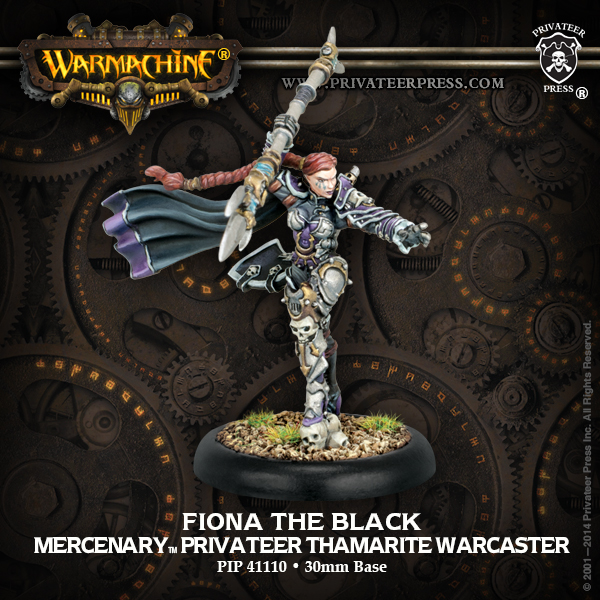 WARMACHINE®
PRIVATEER
PRESS®
WWW.PRIVATEERPRESS.COM
FIONA THE BLACK
MERCENARY™ PRIVATEER THAMARITE WARCASTER
PIP 41110 • 30mm Base
© 2001–2014 Privateer Press Inc. All Rights Reserved.